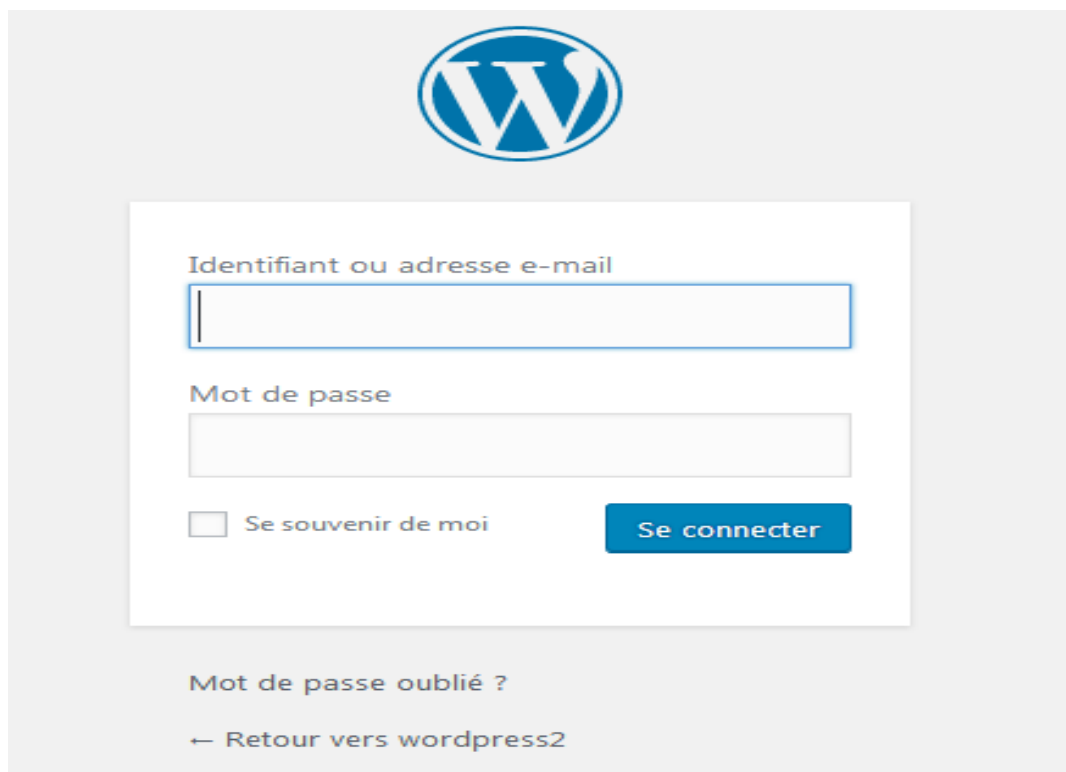 Identifiant ou adresse e-mail
Mot de passe
Se souvenir de moi
Se connecter
Mot de passe oublié ?
← Retour vers wordpress2